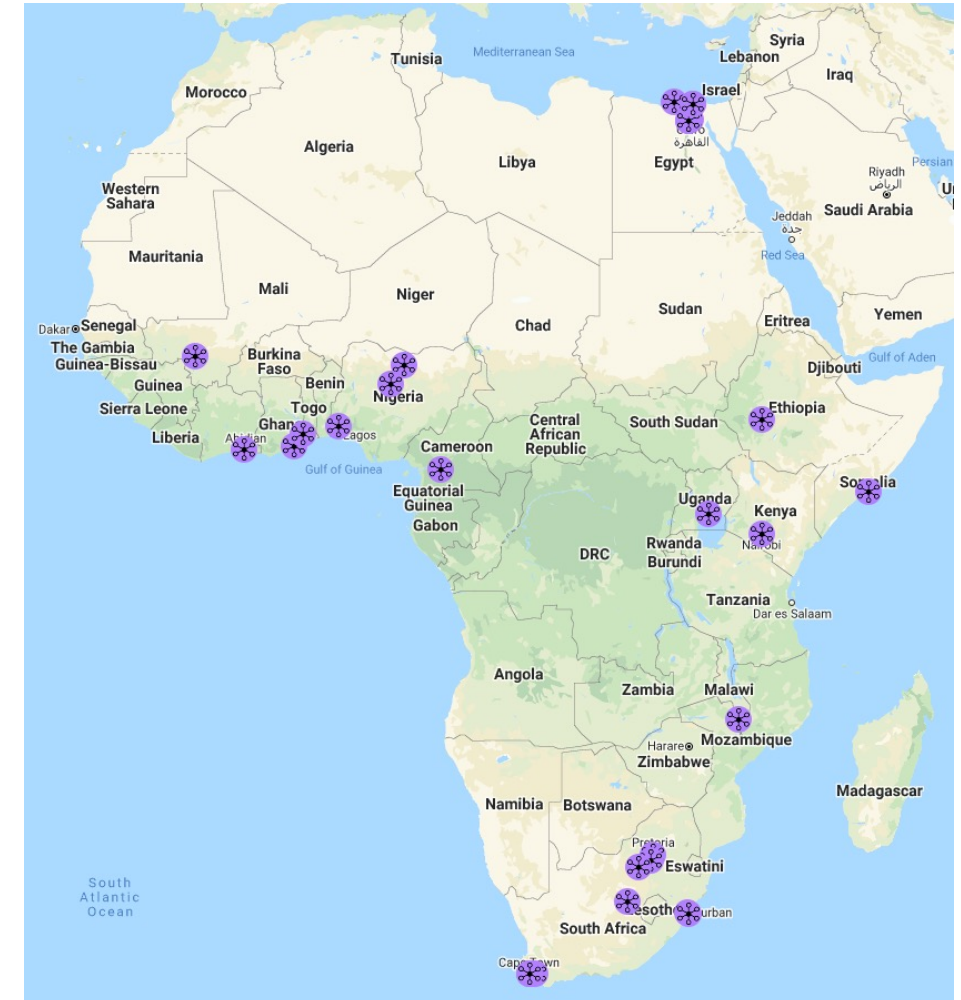 Tunisia
Mediterranean Sea
Syria
Lebanon
Iraq
Morocco
Israel
Algeria
Libya
القاهرة
Egypt
Persian
Western
Sahara
Riyadh
الرياض
Saudi Arabia
Jeddah
جدة
Red Sea
Mauritania
Mali
Niger
Chad
Sudan
Eritrea
Yemen
Dakar
Senegal
The Gambia
Guinea-Bissau
Burkina
Faso
Djibouti
Gulf of Aden
Guinea
Benin
Nigeria
Sierra Leone
Togo
Ethiopia
Liberia
Lagos
Cameroon
Central
African
Republic
South Sudan
Gulf of Guinea
Equatorial
Guinea
Gabon
Uganda
Kenya
DRC
Rwanda
Burundi
Tanzania
Dar es Salaam
Angola
Zambia
Malawi
Harare
Mozambique
Zimbabwe
Namibia
Botswana
Madagascar
Pretoria
Eswatini
South Africa
South
Atlantic
Ocean
Cape Town